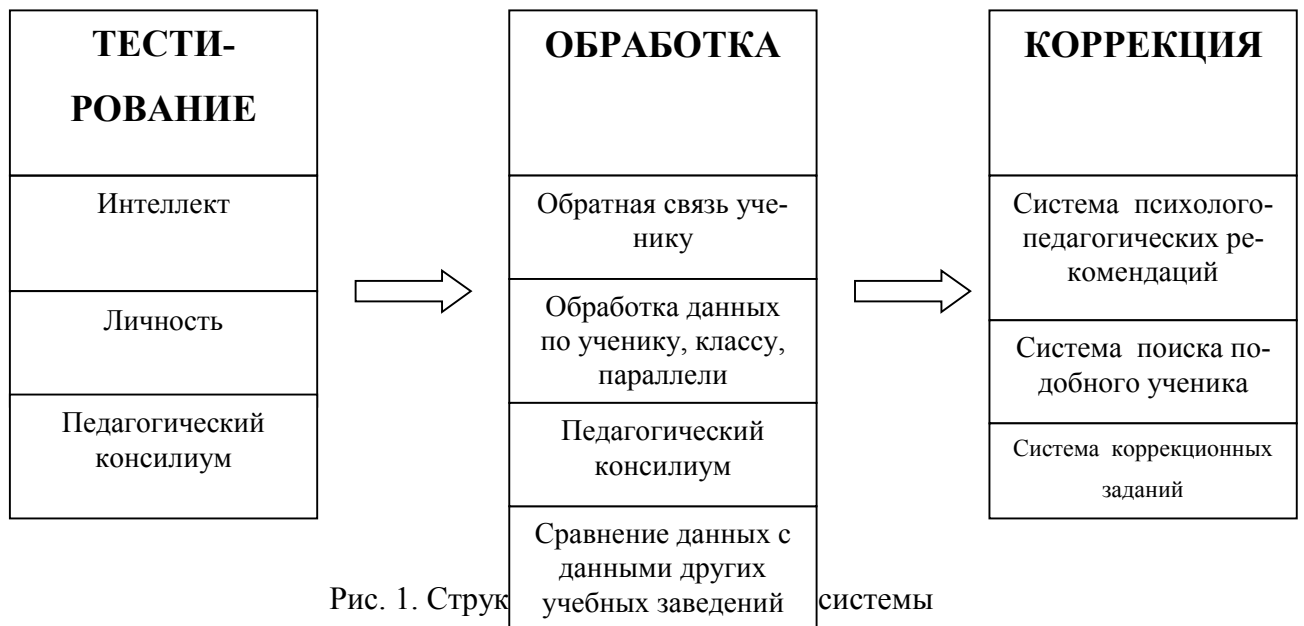 ТЕСТИ-
РОВАНИЕ
Интеллект
Личность
Педагогический
консилиум
ОБРАБОТКА
Обратная связь уче-
нику
Обработка данных
по ученику, классу,
параллели
Педагогический
консилиум
Сравнение данных с
данными других
учебных заведений
КОРРЕКЦИЯ
Система психолого-
педагогических ре-
комендаций
Система поиска по-
добного ученика
Система коррекционных
заданий
Рис. 1. Струк системы